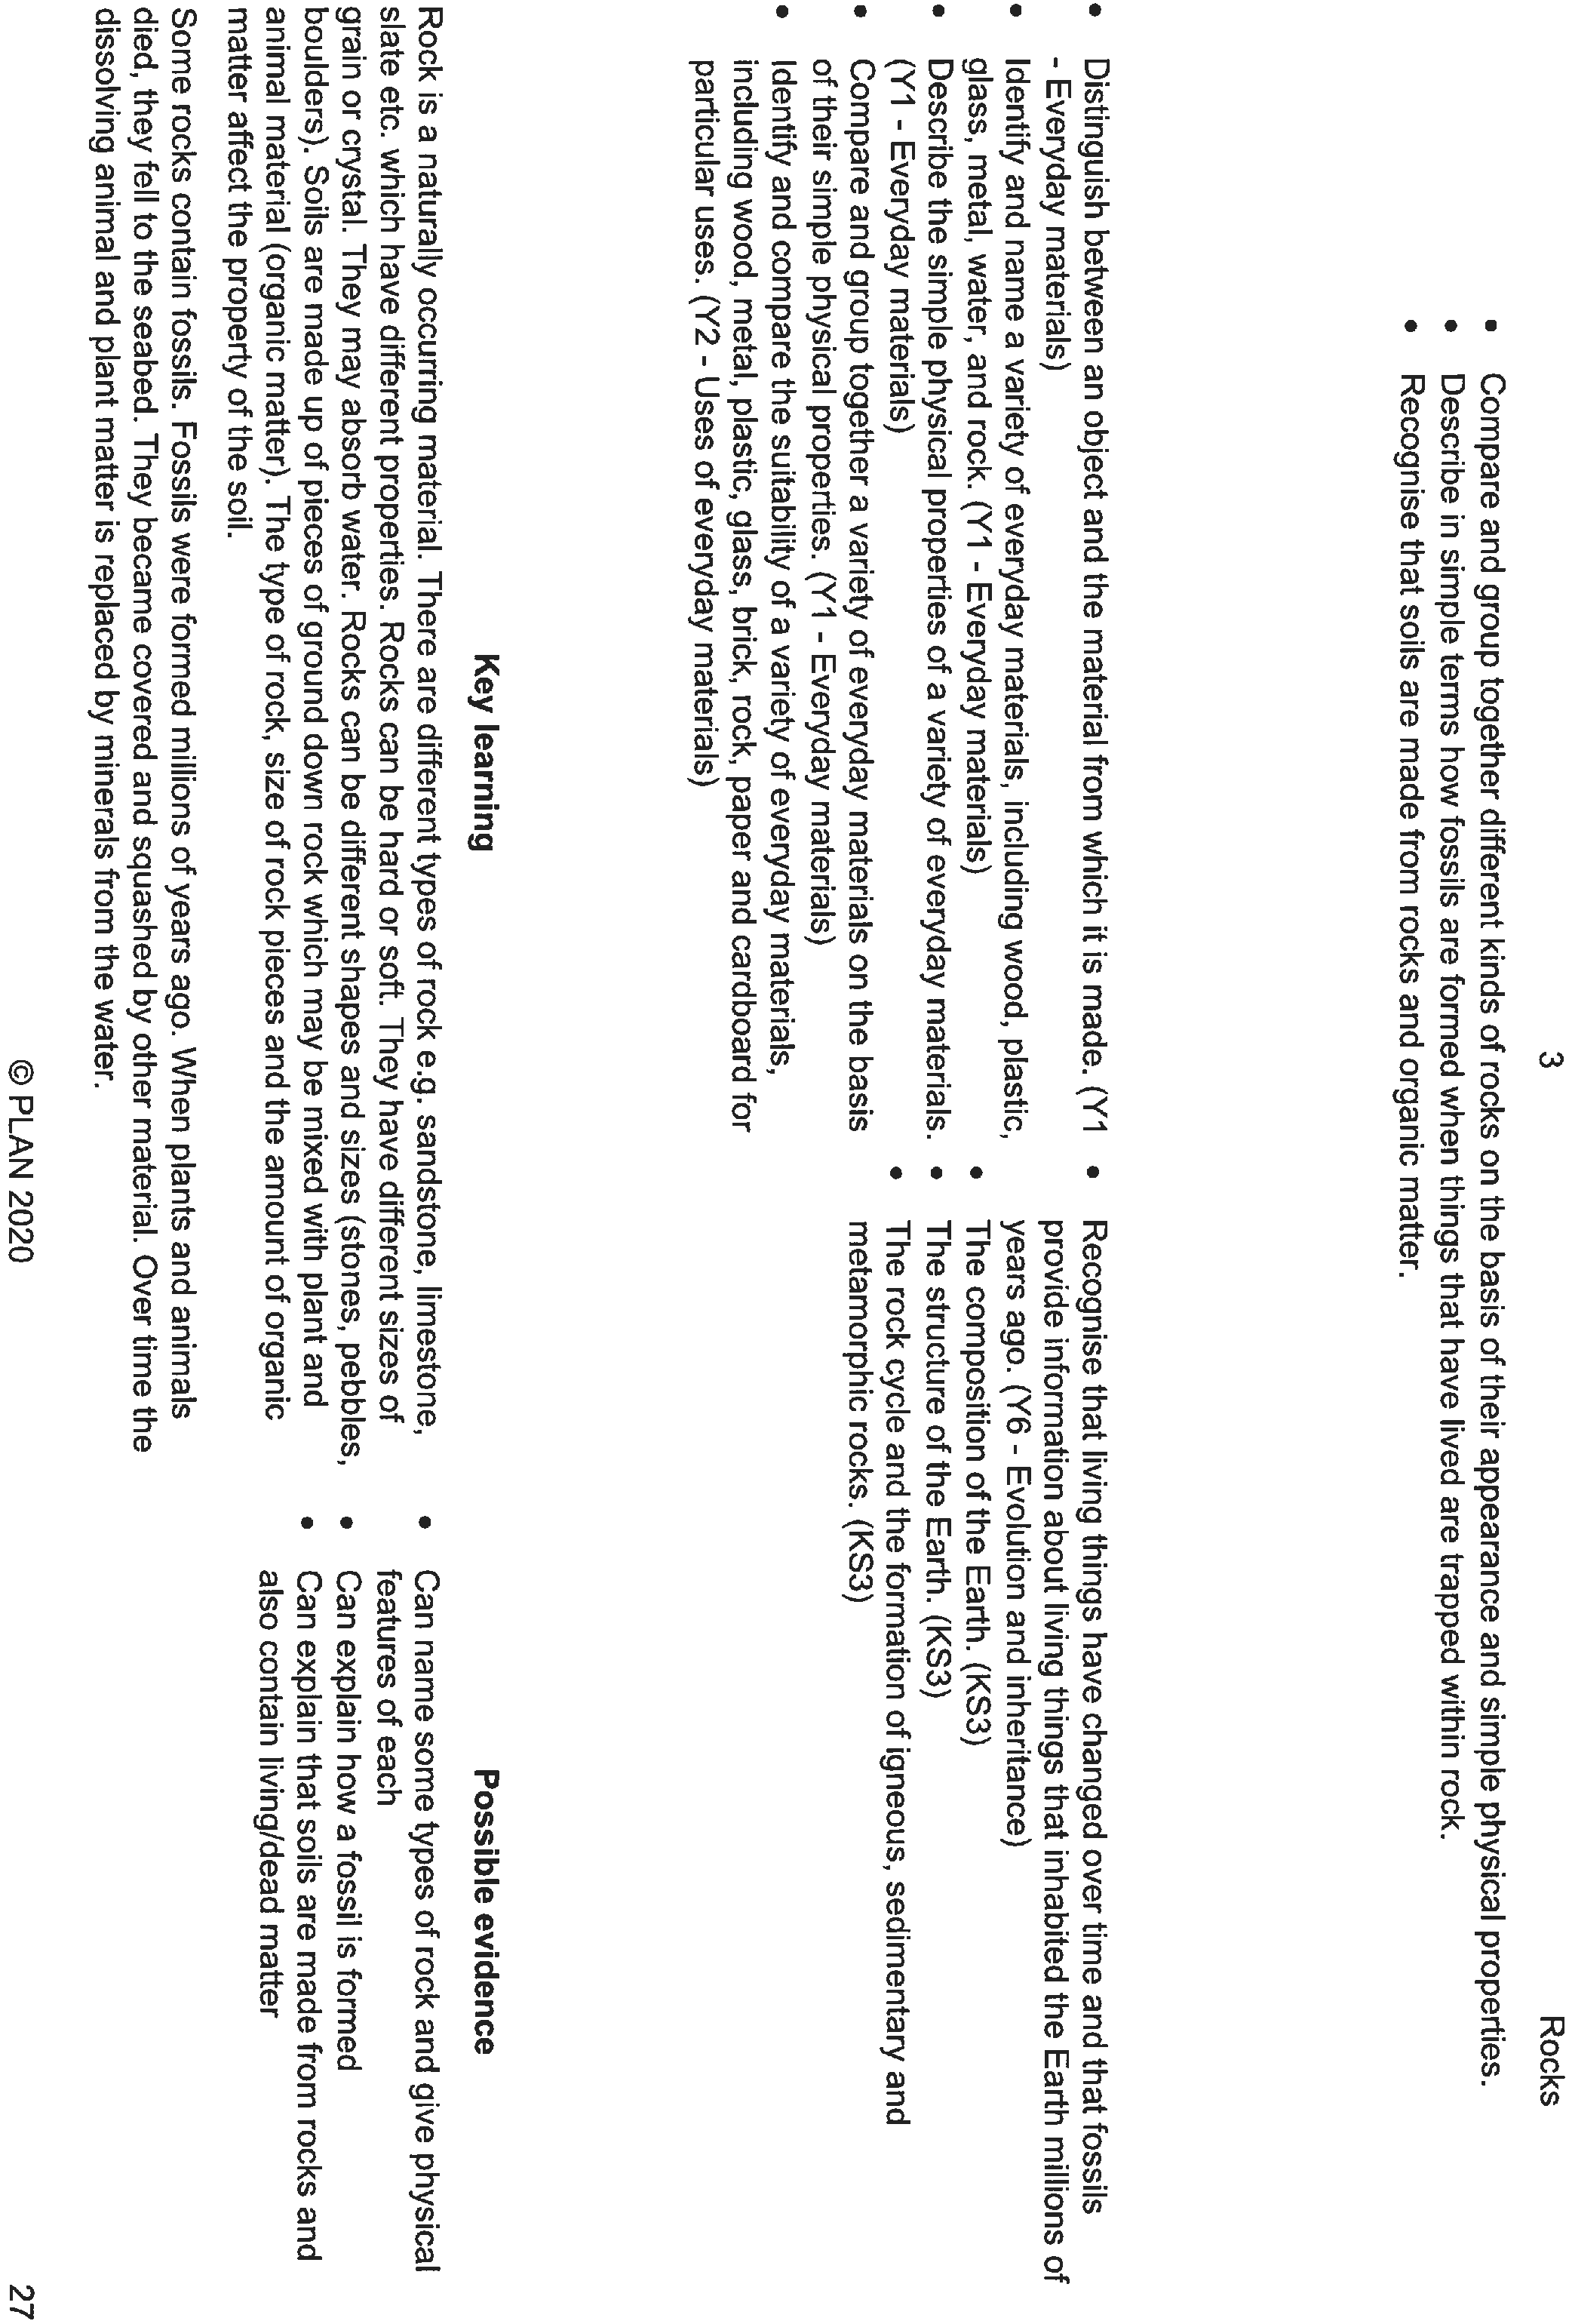 3 Rocks
• Compare and group together different kinds of rocks on the basis of their appearance and simple physical properties.
• Describe in simple terms how fossils are formed when things that have lived are trapped within rock.
• Recognise that soils are made from rocks and organic matter.
• Distinguish between an object and the material from which it is made. (Y1
- Everyday materials)
• Identify and name a variety of everyday materials, including wood, plastic,
glass, metal, water, and rock. (Y1 - Everyday materials)
• Describe the simple physical properties of a variety of everyday materials.
(Y1 - Everyday materials)
• Compare and group together a variety of everyday materials on the basis
of their simple physical properties. (Y1 - Everyday materials)
• Identify and compare the suitability of a variety of everyday materials,
including wood, metal, plastic, glass, brick, rock, paper and cardboard for
particular uses. (Y2 - Uses of everyday materials)
• Recognise that living things have changed over time and that fossils
provide information about living things that inhabited the Earth millions of
years ago. (Y6 - Evolution and inheritance)
• The composition of the Earth. (KS3)
• The structure of the Earth. (KS3)
• The rock cycle and the formation of igneous, sedimentary and
metamorphic rocks. (KS3)
Key learning
Rock is a naturally occurring material. There are different types of rock e.g. sandstone, limestone,
slate etc. which have different properties. Rocks can be hard or soft. They have different sizes of
grain or crystal. They may absorb water. Rocks can be different shapes and sizes (stones, pebbles,
boulders). Soils are made up of pieces of ground down rock which may be mixed with plant and
animal material (organic matter). The type of rock, size of rock pieces and the amount of organic
matter affect the property of the soil.
Some rocks contain fossils. Fossils were formed millions of years ago. When plants and animals
died, they fell to the seabed. They became covered and squashed by other material. Over time the
dissolving animal and plant matter is replaced by minerals from the water.
Possible evidence
• Can name some types of rock and give physical
features of each
• Can explain how a fossil is formed
• Can explain that soils are made from rocks and
also contain living/dead matter
© PLAN 2020
27